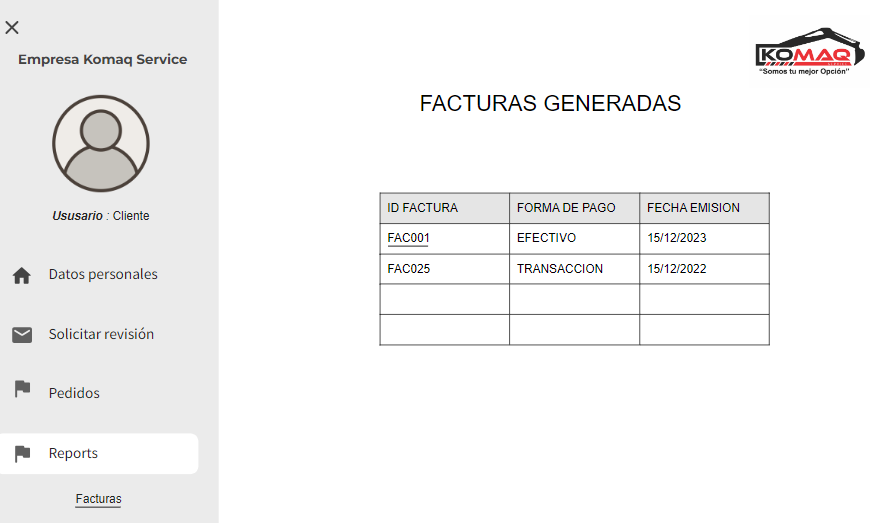 Empresa Komaq Service
Ususario : Cliente
Datos personales
Solicitar revisión
Pedidos
Reports
Facturas
KOMAQ
SERVICE
"Somos tu mejor Opción"
FACTURAS GENERADAS
ID FACTURA FORMA DE PAGO FECHA EMISION
FAC001 EFECTIVO 15/12/2023
FAC025 TRANSACCION 15/12/2022